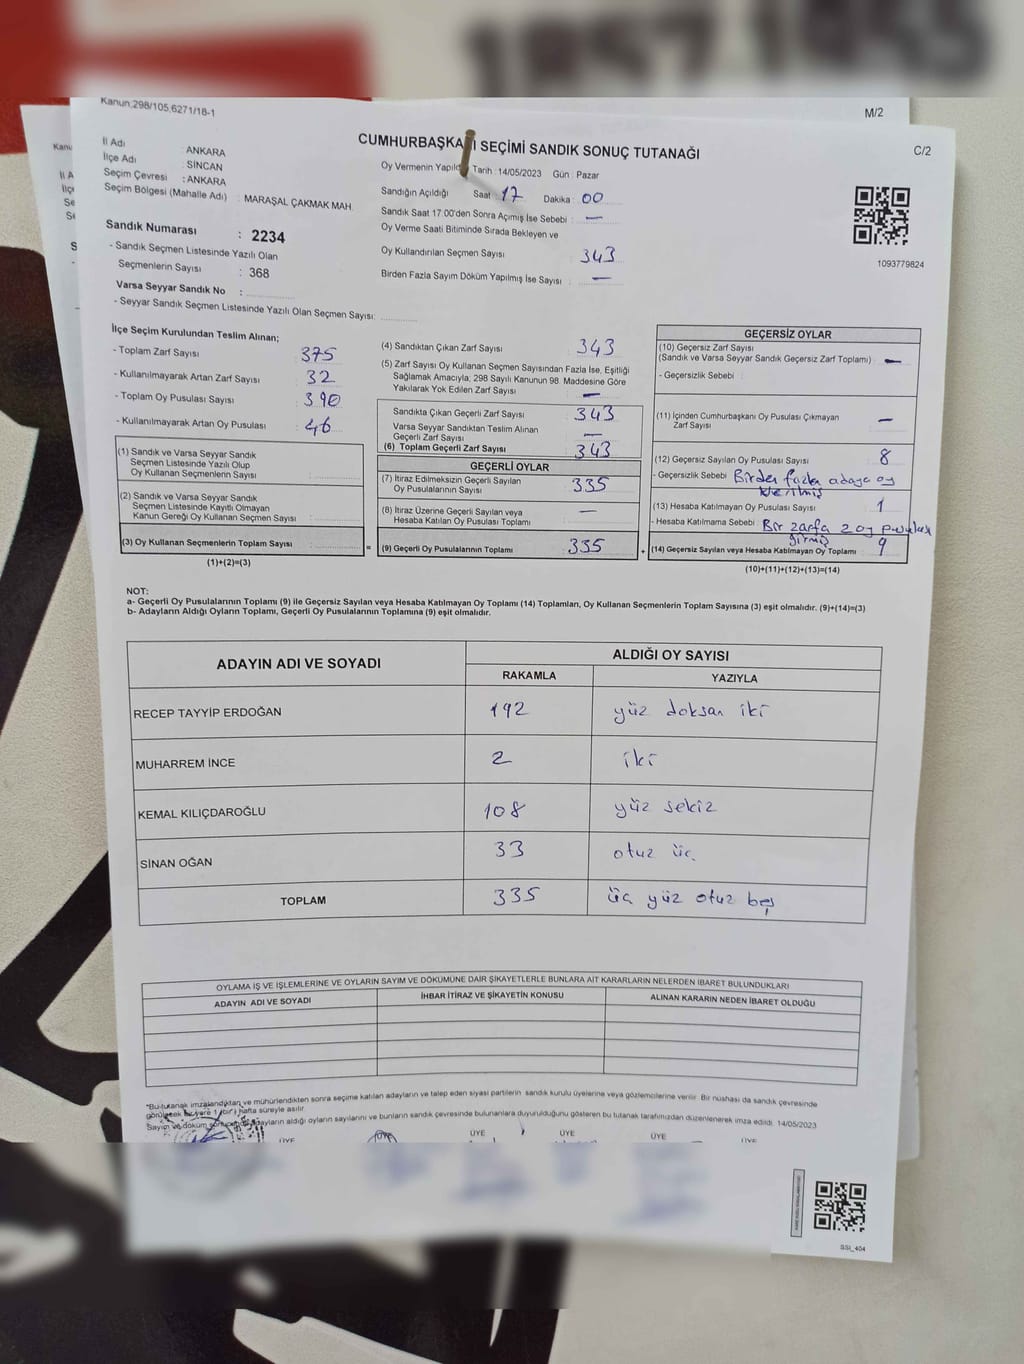 Kanun:298/105,6271/18-1
M/2
C/2
CUMHURBAŞKA I SEÇİMİ SANDIK SONUÇ TUTANAĞI
İl Adı : ANKARA
İlçe Adı : SİNCAN
Seçim Çevresi : ANKARA
Seçim Bölgesi (Mahalle Adı) : MARAŞAL ÇAKMAK MAH.
Oy Vermenin Yapıld Tarih :14/05/2023 Gün : Pazar
Sandığın Açıldığı Saat : 17 Dakika : 00
Sandık Saat 17:00'den Sonra Açımış İse Sebebi : —
Oy Verme Saati Bitiminde Sırada Bekleyen ve
Oy Kullandırılan Seçmen Sayısı : 343
Birden Fazla Sayım Döküm Yapılmış İse Sayısı : —
1093779824
Sandık Numarası : 2234
- Sandık Seçmen Listesinde Yazılı Olan
Seçmenlerin Sayısı : 368
Varsa Seyyar Sandık No :
- Seyyar Sandık Seçmen Listesinde Yazılı Olan Seçmen Sayısı:
İlçe Seçim Kurulundan Teslim Alınan;
- Toplam Zarf Sayısı : 375
- Kullanılmayarak Artan Zarf Sayısı : 32
- Toplam Oy Pusulası Sayısı : 390
- Kullanılmayarak Artan Oy Pusulası : 46
(1) Sandık ve Varsa Seyyar Sandık
Seçmen Listesinde Yazılı Olup
Oy Kullanan Seçmenlerin Sayısı :
(2) Sandık ve Varsa Seyyar Sandık
Seçmen Listesinde Kayıtlı Olmayan
Kanun Gereği Oy Kullanan Seçmen Sayısı :
(3) Oy Kullanan Seçmenlerin Toplam Sayısı :
(1)+(2)=(3)
(4) Sandıktan Çıkan Zarf Sayısı : 343
(5) Zarf Sayısı Oy Kullanan Seçmen Sayısından Fazla İse, Eşitliği
Sağlamak Amacıyla; 298 Sayılı Kanunun 98. Maddesine Göre
Yakılarak Yok Edilen Zarf Sayısı : —
Sandıkta Çıkan Geçerli Zarf Sayısı : 343
Varsa Seyyar Sandıktan Teslim Alınan
Geçerli Zarf Sayısı : —
(6) Toplam Geçerli Zarf Sayısı : 343
GEÇERLİ OYLAR
(7) İtiraz Edilmeksizin Geçerli Sayılan
Oy Pusulalarının Sayısı : 335
(8) İtiraz Üzerine Geçerli Sayılan veya
Hesaba Katılan Oy Pusulası Toplamı : —
= (9) Geçerli Oy Pusulalarının Toplamı : 335 +
GEÇERSİZ OYLAR
(10) Geçersiz Zarf Sayısı
(Sandık ve Varsa Seyyar Sandık Geçersiz Zarf Toplamı) : —
- Geçersizlik Sebebi :
(11) İçinden Cumhurbaşkanı Oy Pusulası Çıkmayan
Zarf Sayısı : —
(12) Geçersiz Sayılan Oy Pusulası Sayısı : 8
- Geçersizlik Sebebi : Birden fazla adaya oy
verilmiş
(13) Hesaba Katılmayan Oy Pusulası Sayısı : 1
- Hesaba Katılmama Sebebi : Bir zarfa 2 oy pusulası
girmiş
(14) Geçersiz Sayılan veya Hesaba Katılmayan Oy Toplamı : 9
(10)+(11)+(12)+(13)=(14)
NOT:
a- Geçerli Oy Pusulalarının Toplamı (9) ile Geçersiz Sayılan veya Hesaba Katılmayan Oy Toplamı (14) Toplamları, Oy Kullanan Seçmenlerin Toplam Sayısına (3) eşit olmalıdır. (9)+(14)=(3)
b- Adayların Aldığı Oyların Toplamı, Geçerli Oy Pusulalarının Toplamına (9) eşit olmalıdır.
ADAYIN ADI VE SOYADI
ALDIĞI OY SAYISI
RAKAMLA YAZIYLA
RECEP TAYYİP ERDOĞAN 192 yüz doksan iki
MUHARREM İNCE 2 iki
KEMAL KILIÇDAROĞLU 108 yüz sekiz
SİNAN OĞAN 33 otuz üç
TOPLAM 335 üç yüz otuz beş
OYLAMA İŞ VE İŞLEMLERİNE VE OYLARIN SAYIM VE DÖKÜMÜNE DAİR ŞİKAYETLERLE BUNLARA AİT KARARLARIN NELERDEN İBARET BULUNDUKLARI
ADAYIN ADI VE SOYADI İHBAR İTİRAZ VE ŞİKAYETİN KONUSU ALINAN KARARIN NEDEN İBARET OLDUĞU
*Bu tutanak imzalandıktan ve mühürlendikten sonra seçime katılan adayların ve talep eden siyasi partilerin sandık kurulu üyelerine veya gözlemcilerine verilir. Bir nüshası da sandık çevresinde
görülecek bir yere 1 (bir) hafta süreyle asılır.
Sayım ve döküm adayların aldığı oyların sayılarını ve bunların sandık çevresinde bulunanlara duyurulduğunu gösteren bu tutanak tarafımızdan düzenlenerek imza edildi. 14/05/2023
ÜYE ÜYE ÜYE ÜYE ÜYE ÜYE
SSI_404